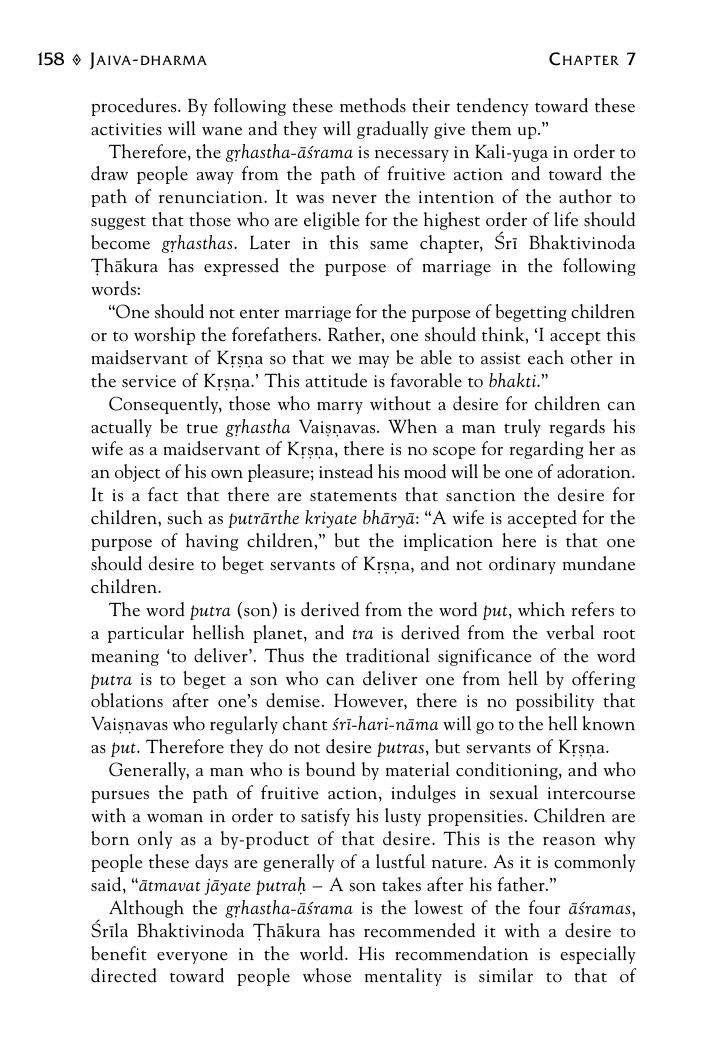 158 ◊ JAIVA-DHARMA CHAPTER 7
procedures. By following these methods their tendency toward these
activities will wane and they will gradually give them up.”
Therefore, the gṛhastha-āśrama is necessary in Kali-yuga in order to
draw people away from the path of fruitive action and toward the
path of renunciation. It was never the intention of the author to
suggest that those who are eligible for the highest order of life should
become gṛhasthas. Later in this same chapter, Śrī Bhaktivinoda
Ṭhākura has expressed the purpose of marriage in the following
words:
“One should not enter marriage for the purpose of begetting children
or to worship the forefathers. Rather, one should think, ‘I accept this
maidservant of Kṛṣṇa so that we may be able to assist each other in
the service of Kṛṣṇa.’ This attitude is favorable to bhakti.”
Consequently, those who marry without a desire for children can
actually be true gṛhastha Vaiṣṇavas. When a man truly regards his
wife as a maidservant of Kṛṣṇa, there is no scope for regarding her as
an object of his own pleasure; instead his mood will be one of adoration.
It is a fact that there are statements that sanction the desire for
children, such as putrārthe kriyate bhāryā: “A wife is accepted for the
purpose of having children,” but the implication here is that one
should desire to beget servants of Kṛṣṇa, and not ordinary mundane
children.
The word putra (son) is derived from the word put, which refers to
a particular hellish planet, and tra is derived from the verbal root
meaning ‘to deliver’. Thus the traditional significance of the word
putra is to beget a son who can deliver one from hell by offering
oblations after one’s demise. However, there is no possibility that
Vaiṣṇavas who regularly chant śrī-hari-nāma will go to the hell known
as put. Therefore they do not desire putras, but servants of Kṛṣṇa.
Generally, a man who is bound by material conditioning, and who
pursues the path of fruitive action, indulges in sexual intercourse
with a woman in order to satisfy his lusty propensities. Children are
born only as a by-product of that desire. This is the reason why
people these days are generally of a lustful nature. As it is commonly
said, “ātmavat jāyate putraḥ – A son takes after his father.”
Although the gṛhastha-āśrama is the lowest of the four āśramas,
Śrīla Bhaktivinoda Ṭhākura has recommended it with a desire to
benefit everyone in the world. His recommendation is especially
directed toward people whose mentality is similar to that of